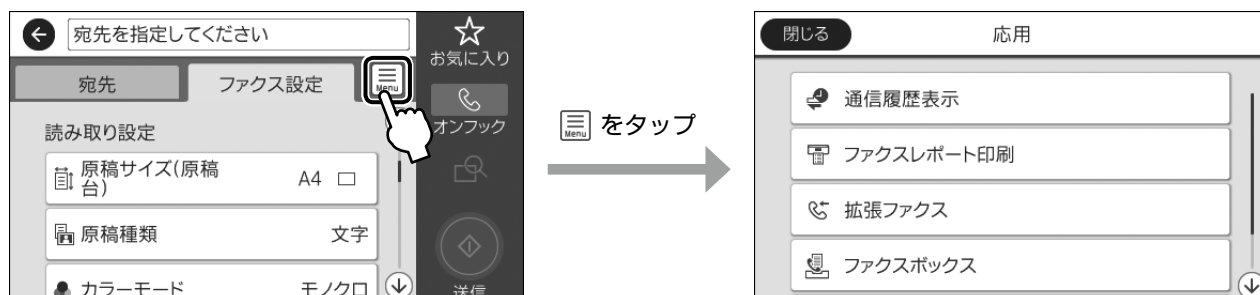 宛先を指定してください
お気に入り
宛先
ファクス設定
Menu
オンフック
読み取り設定
原稿サイズ(原稿
台)
A4
原稿種類
文字
カラーモード
モノクロ
送信
Menu をタップ
閉じる
応用
通信履歴表示
ファクスレポート印刷
拡張ファクス
ファクスボックス